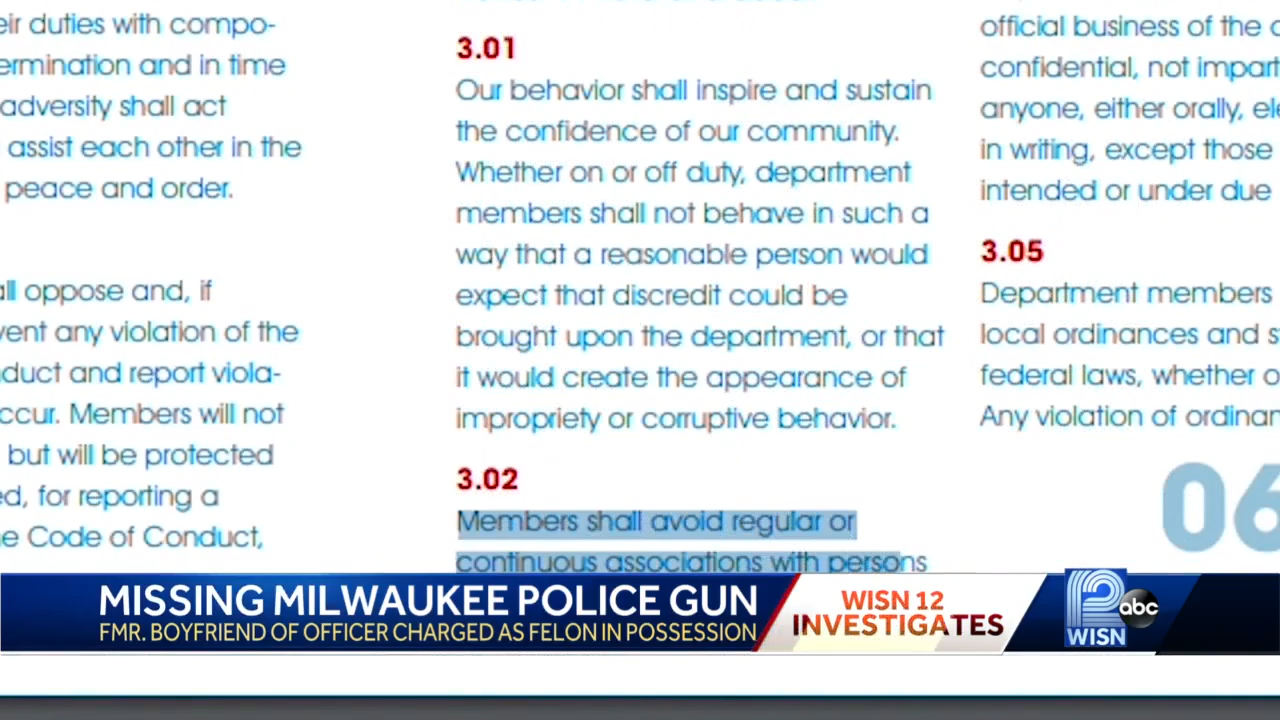 eir duties with compo-
ermination and in time
adversity shall act
assist each other in the
peace and order.
all oppose and, if
vent any violation of the
duct and report viola-
ccur. Members will not
but will be protected
ed, for reporting a
e Code of Conduct,
3.01
Our behavior shall inspire and sustain
the confidence of our community.
Whether on or off duty, department
members shall not behave in such a
way that a reasonable person would
expect that discredit could be
brought upon the department, or that
it would create the appearance of
impropriety or corruptive behavior.
3.02
Members shall avoid regular or
continuous associations with persons
official business of the
confidential, not impart
anyone, either orally, ele
in writing, except those
intended or under due
3.05
Department members
local ordinances and s
federal laws, whether o
Any violation of ordinan
06
MISSING MILWAUKEE POLICE GUN
FMR. BOYFRIEND OF OFFICER CHARGED AS FELON IN POSSESSION
WISN 12
INVESTIGATES
12
WISN
abc